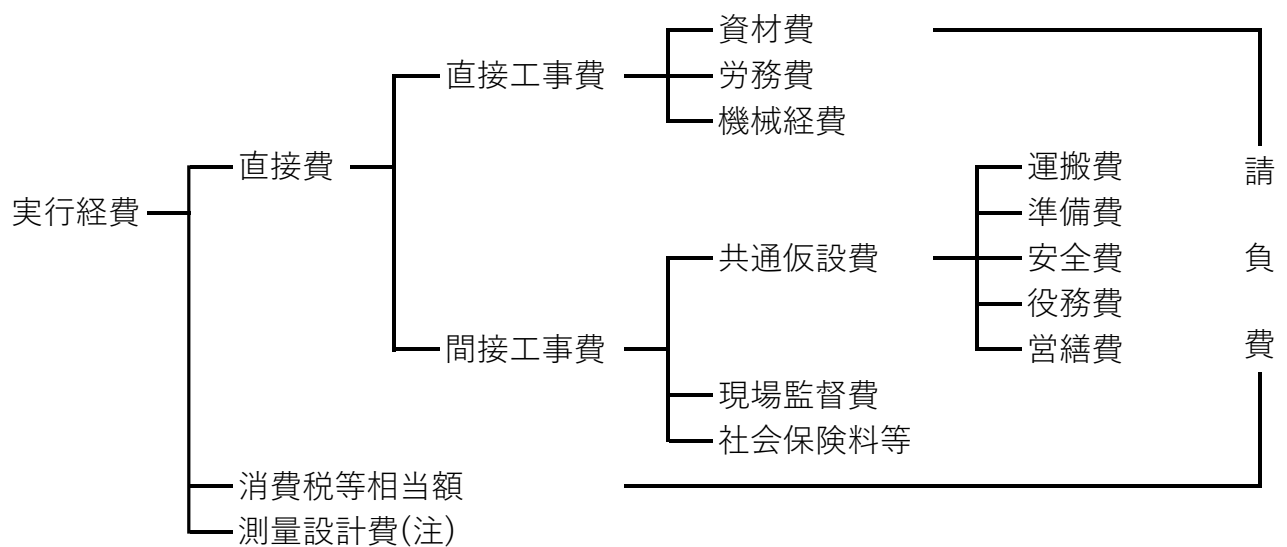 資材費
直接工事費
労務費
機械経費
直接費
運搬費
請負費
実行経費
準備費
共通仮設費
安全費
役務費
間接工事費
営繕費
現場監督費
社会保険料等
消費税等相当額
測量設計費(注)